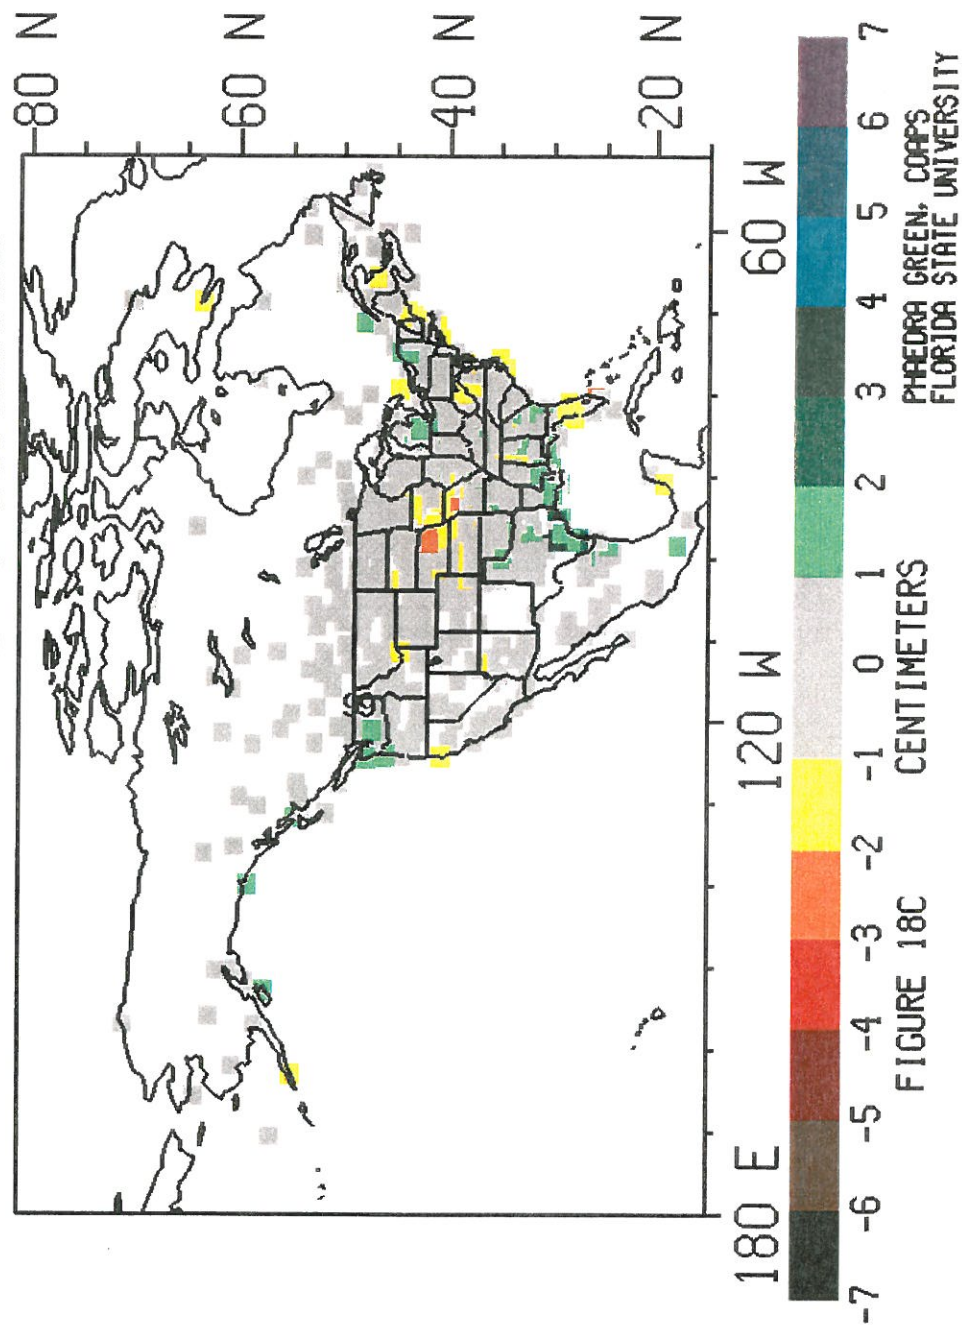 80 N
60 N
40 N
20 N
180 E
120 W
60 W
-7 -6 -5 -4 -3 -2 -1 0 1 2 3 4 5 6 7
FIGURE 18C
CENTIMETERS
PHAEDRA GREEN, COAPS
FLORIDA STATE UNIVERSITY